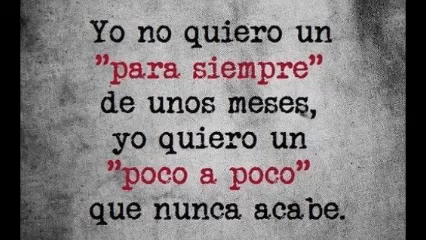 Yo no quiero un
"para siempre"
de unos meses,
yo quiero un
"poco a poco"
que nunca acabe.